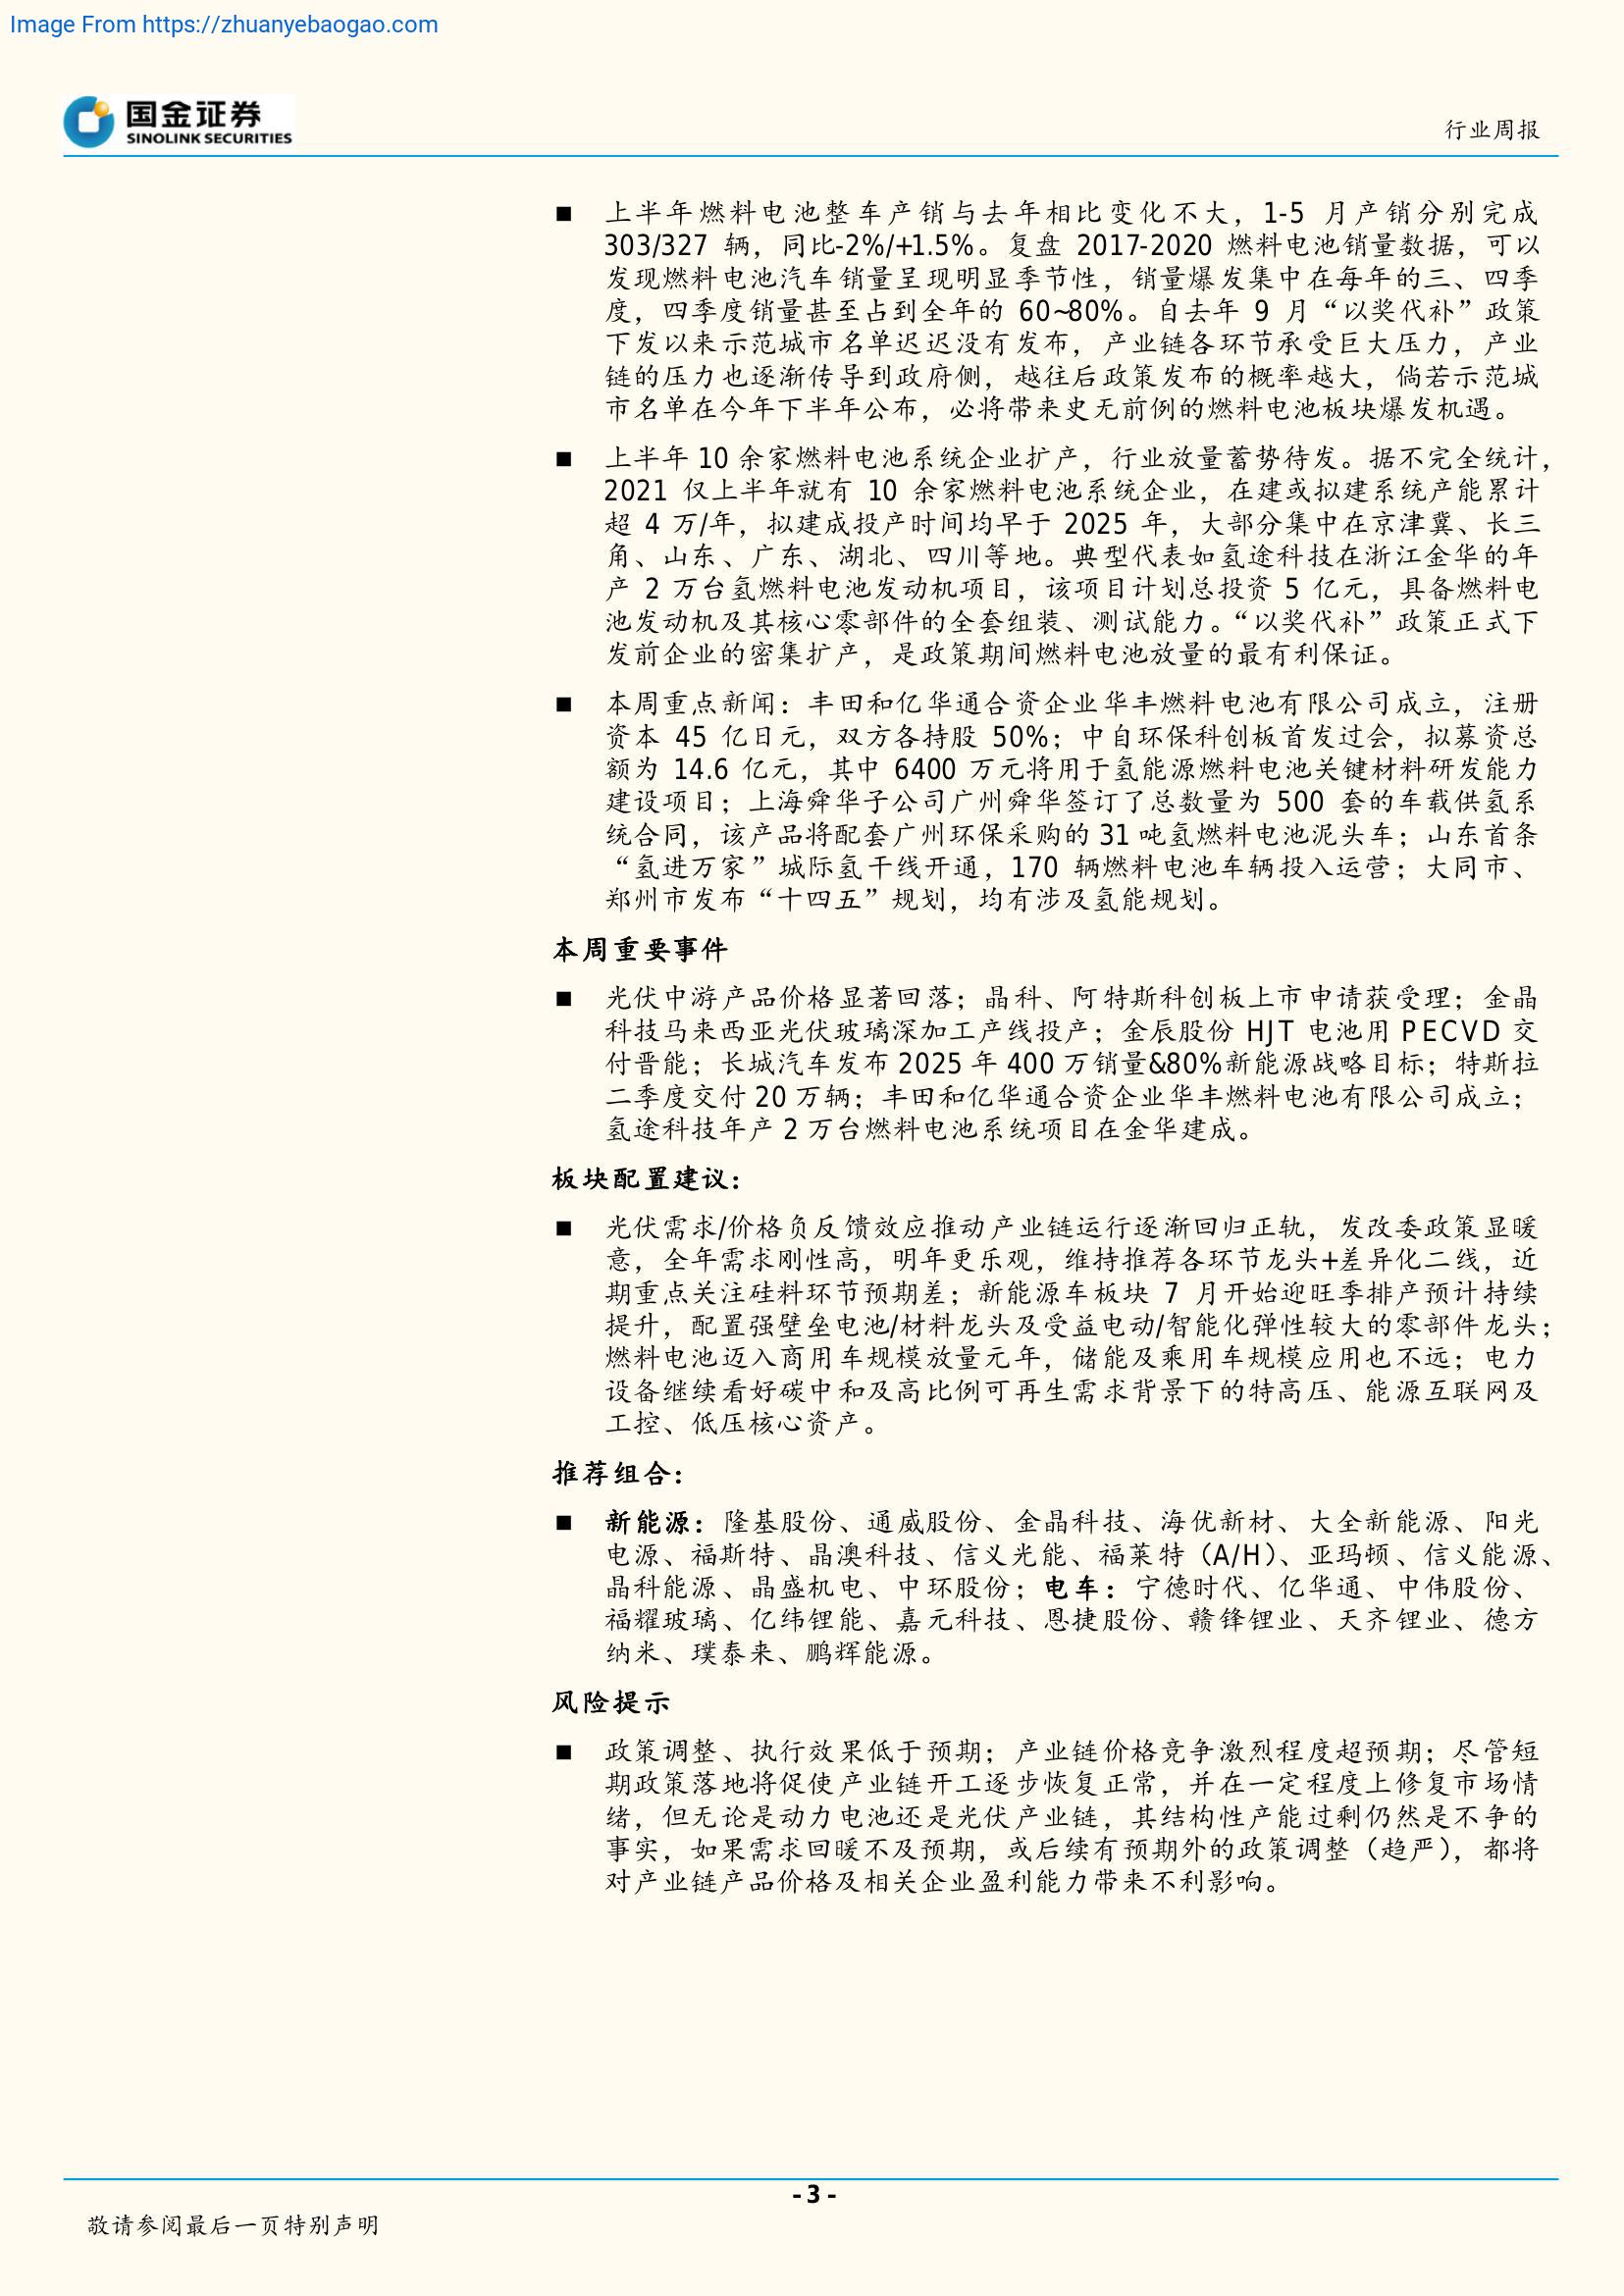 Image From https://zhuanyebaogao.com
国金证券
SINOLINK SECURITIES
行业周报
■ 上半年燃料电池整车产销与去年相比变化不大，1-5 月产销分别完成
303/327 辆，同比-2%/+1.5%。复盘 2017-2020 燃料电池销量数据，可以
发现燃料电池汽车销量呈现明显季节性，销量爆发集中在每年的三、四季
度，四季度销量甚至占到全年的 60~80%。自去年 9 月“以奖代补”政策
下发以来示范城市名单迟迟没有发布，产业链各环节承受巨大压力，产业
链的压力也逐渐传导到政府侧，越往后政策发布的概率越大，倘若示范城
市名单在今年下半年公布，必将带来史无前例的燃料电池板块爆发机遇。
■ 上半年 10 余家燃料电池系统企业扩产，行业放量蓄势待发。据不完全统计，
2021 仅上半年就有 10 余家燃料电池系统企业，在建或拟建系统产能累计
超 4 万/年，拟建成投产时间均早于 2025 年，大部分集中在京津冀、长三
角、山东、广东、湖北、四川等地。典型代表如氢途科技在浙江金华的年
产 2 万台氢燃料电池发动机项目，该项目计划总投资 5 亿元，具备燃料电
池发动机及其核心零部件的全套组装、测试能力。“以奖代补”政策正式下
发前企业的密集扩产，是政策期间燃料电池放量的最有利保证。
■ 本周重点新闻：丰田和亿华通合资企业华丰燃料电池有限公司成立，注册
资本 45 亿日元，双方各持股 50%；中自环保科创板首发过会，拟募资总
额为 14.6 亿元，其中 6400 万元将用于氢能源燃料电池关键材料研发能力
建设项目；上海舜华子公司广州舜华签订了总数量为 500 套的车载供氢系
统合同，该产品将配套广州环保采购的 31 吨氢燃料电池泥头车；山东首条
“氢进万家”城际氢干线开通，170 辆燃料电池车辆投入运营；大同市、
郑州市发布“十四五”规划，均有涉及氢能规划。
本周重要事件
■ 光伏中游产品价格显著回落；晶科、阿特斯科创板上市申请获受理；金晶
科技马来西亚光伏玻璃深加工产线投产；金辰股份 HJT 电池用 PECVD 交
付晋能；长城汽车发布 2025 年 400 万销量&80%新能源战略目标；特斯拉
二季度交付 20 万辆；丰田和亿华通合资企业华丰燃料电池有限公司成立；
氢途科技年产 2 万台燃料电池系统项目在金华建成。
板块配置建议：
■ 光伏需求/价格负反馈效应推动产业链运行逐渐回归正轨，发改委政策显暖
意，全年需求刚性高，明年更乐观，维持推荐各环节龙头+差异化二线，近
期重点关注硅料环节预期差；新能源车板块 7 月开始迎旺季排产预计持续
提升，配置强壁垒电池/材料龙头及受益电动/智能化弹性较大的零部件龙头；
燃料电池迈入商用车规模放量元年，储能及乘用车规模应用也不远；电力
设备继续看好碳中和及高比例可再生需求背景下的特高压、能源互联网及
工控、低压核心资产。
推荐组合：
■ 新能源：隆基股份、通威股份、金晶科技、海优新材、大全新能源、阳光
电源、福斯特、晶澳科技、信义光能、福莱特（A/H）、亚玛顿、信义能源、
晶科能源、晶盛机电、中环股份；电车：宁德时代、亿华通、中伟股份、
福耀玻璃、亿纬锂能、嘉元科技、恩捷股份、赣锋锂业、天齐锂业、德方
纳米、璞泰来、鹏辉能源。
风险提示
■ 政策调整、执行效果低于预期；产业链价格竞争激烈程度超预期；尽管短
期政策落地将促使产业链开工逐步恢复正常，并在一定程度上修复市场情
绪，但无论是动力电池还是光伏产业链，其结构性产能过剩仍然是不争的
事实，如果需求回暖不及预期，或后续有预期外的政策调整（趋严），都将
对产业链产品价格及相关企业盈利能力带来不利影响。
- 3 -
敬请参阅最后一页特别声明